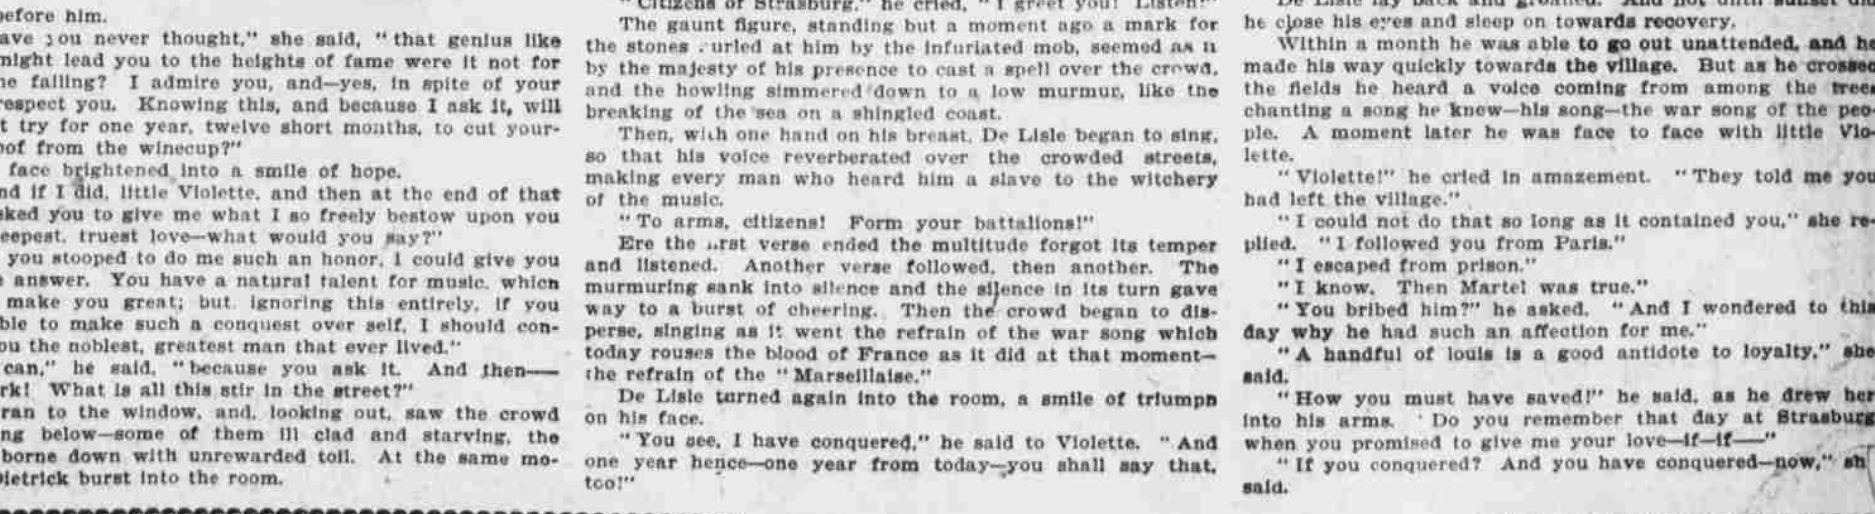 before him.
ave you never thought," she said, "that genius like
might lead you to the heights of fame were it not for
ne failing? I admire you, and—yes, in spite of your
respect you. Knowing this, and because I ask it, will
t try for one year, twelve short months, to cut your-
oof from the winecup?"
face brightened into a smile of hope.
nd if I did, little Violette, and then at the end of that
sked you to give me what I so freely bestow upon you
eepest, truest love—what would you say?"
you stooped to do me such an honor, I could give you
answer. You have a natural talent for music, which
make you great; but, ignoring this entirely, if you
ble to make such a conquest over self, I should con-
ou the noblest, greatest man that ever lived."
can," he said, "because you ask it. And then——
rk! What is all this stir in the street?"
ran to the window, and, looking out, saw the crowd
ng below—some of them ill clad and starving, the
borne down with unrewarded toil. At the same mo-
ietrick burst into the room.
"Citizens of Strasburg," he cried, "I greet you! Listen!"
The gaunt figure, standing but a moment ago a mark for
the stones urled at him by the infuriated mob, seemed as if
by the majesty of his presence to cast a spell over the crowd,
and the howling simmered down to a low murmur, like the
breaking of the sea on a shingled coast.
Then, with one hand on his breast, De Lisle began to sing,
so that his voice reverberated over the crowded streets,
making every man who heard him a slave to the witchery
of the music.
"To arms, citizens! Form your battalions!"
Ere the first verse ended the multitude forgot its temper
and listened. Another verse followed, then another. The
murmuring sank into silence and the silence in its turn gave
way to a burst of cheering. Then the crowd began to dis-
perse, singing as it went the refrain of the war song which
today rouses the blood of France as it did at that moment—
the refrain of the "Marseillaise."
De Lisle turned again into the room, a smile of triumph
on his face.
"You see, I have conquered," he said to Violette. "And
one year hence—one year from today—you shall say that,
too!"
De Lisle lay back and groaned. And not until sunset did
he close his eyes and sleep on towards recovery.
Within a month he was able to go out unattended, and he
made his way quickly towards the village. But as he crossed
the fields he heard a voice coming from among the trees
chanting a song he knew—his song—the war song of the peo-
ple. A moment later he was face to face with little Vio-
lette.
"Violette!" he cried in amazement. "They told me you
had left the village."
"I could not do that so long as it contained you," she re-
plied. "I followed you from Paris."
"I escaped from prison."
"I know. Then Martel was true."
"You bribed him?" he asked. "And I wondered to this
day why he had such an affection for me."
"A handful of louis is a good antidote to loyalty," she
said.
"How you must have saved!" he said, as he drew her
into his arms. ' Do you remember that day at Strasburg
when you promised to give me your love—if—if——"
"If you conquered? And you have conquered—now," sh
said.